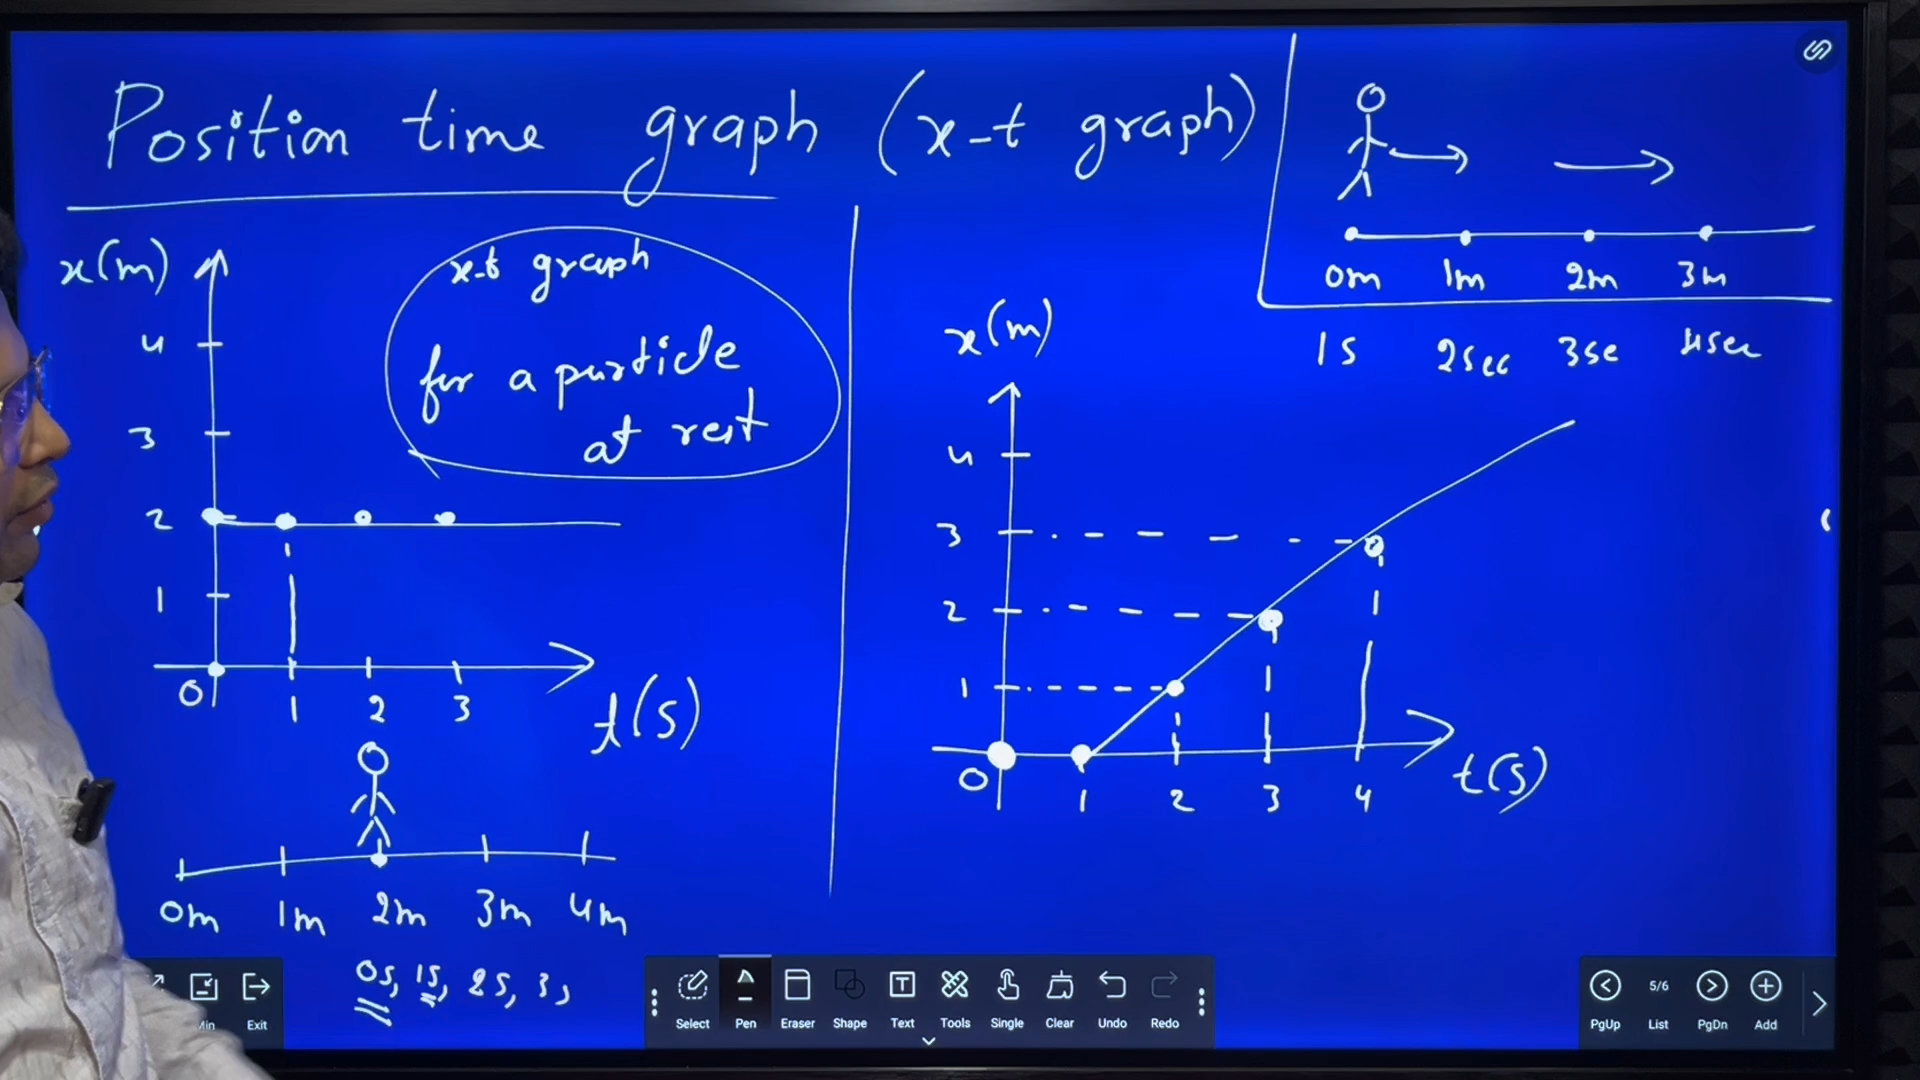 Position time graph (x-t graph)
x(m)
4
3
2
1
0
1 2 3
t(s)
x-t graph
for a particle
at rest
0m 1m 2m 3m 4m
0s, 1s, 2s, 3s
0m 1m 2m 3m
1s 2sec 3se 4sec
x(m)
4
3
2
1
0
1 2 3 4
t(s)
Min Exit
Select Pen Eraser Shape Text Tools Single Clear Undo Redo
5/6
PgUp List PgDn Add